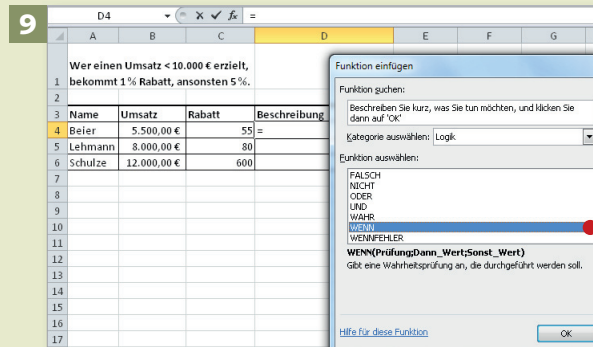 9
D4 fx =
A B C D E F G
1 Wer einen Umsatz < 10.000 € erzielt,
bekommt 1% Rabatt, ansonsten 5%.
2
3 Name Umsatz Rabatt Beschreibung
4 Beier 5.500,00 € 55 =
5 Lehmann 8.000,00 € 80
6 Schulze 12.000,00 € 600
7
8
9
10
11
12
13
14
15
16
17
Funktion einfügen
Funktion suchen:
Beschreiben Sie kurz, was Sie tun möchten, und klicken Sie
dann auf 'OK'
Kategorie auswählen: Logik
Funktion auswählen:
FALSCH
NICHT
ODER
UND
WAHR
WENN
WENNFEHLER
WENN(Prüfung;Dann_Wert;Sonst_Wert)
Gibt eine Wahrheitsprüfung an, die durchgeführt werden soll.
Hilfe für diese Funktion
OK